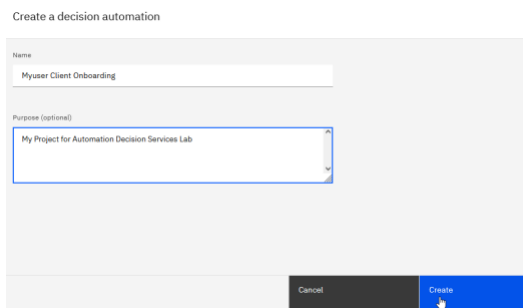 Create a decision automation
Name
Myuser Client Onboarding
Purpose (optional)
My Project for Automation Decision Services Lab
Cancel
Create